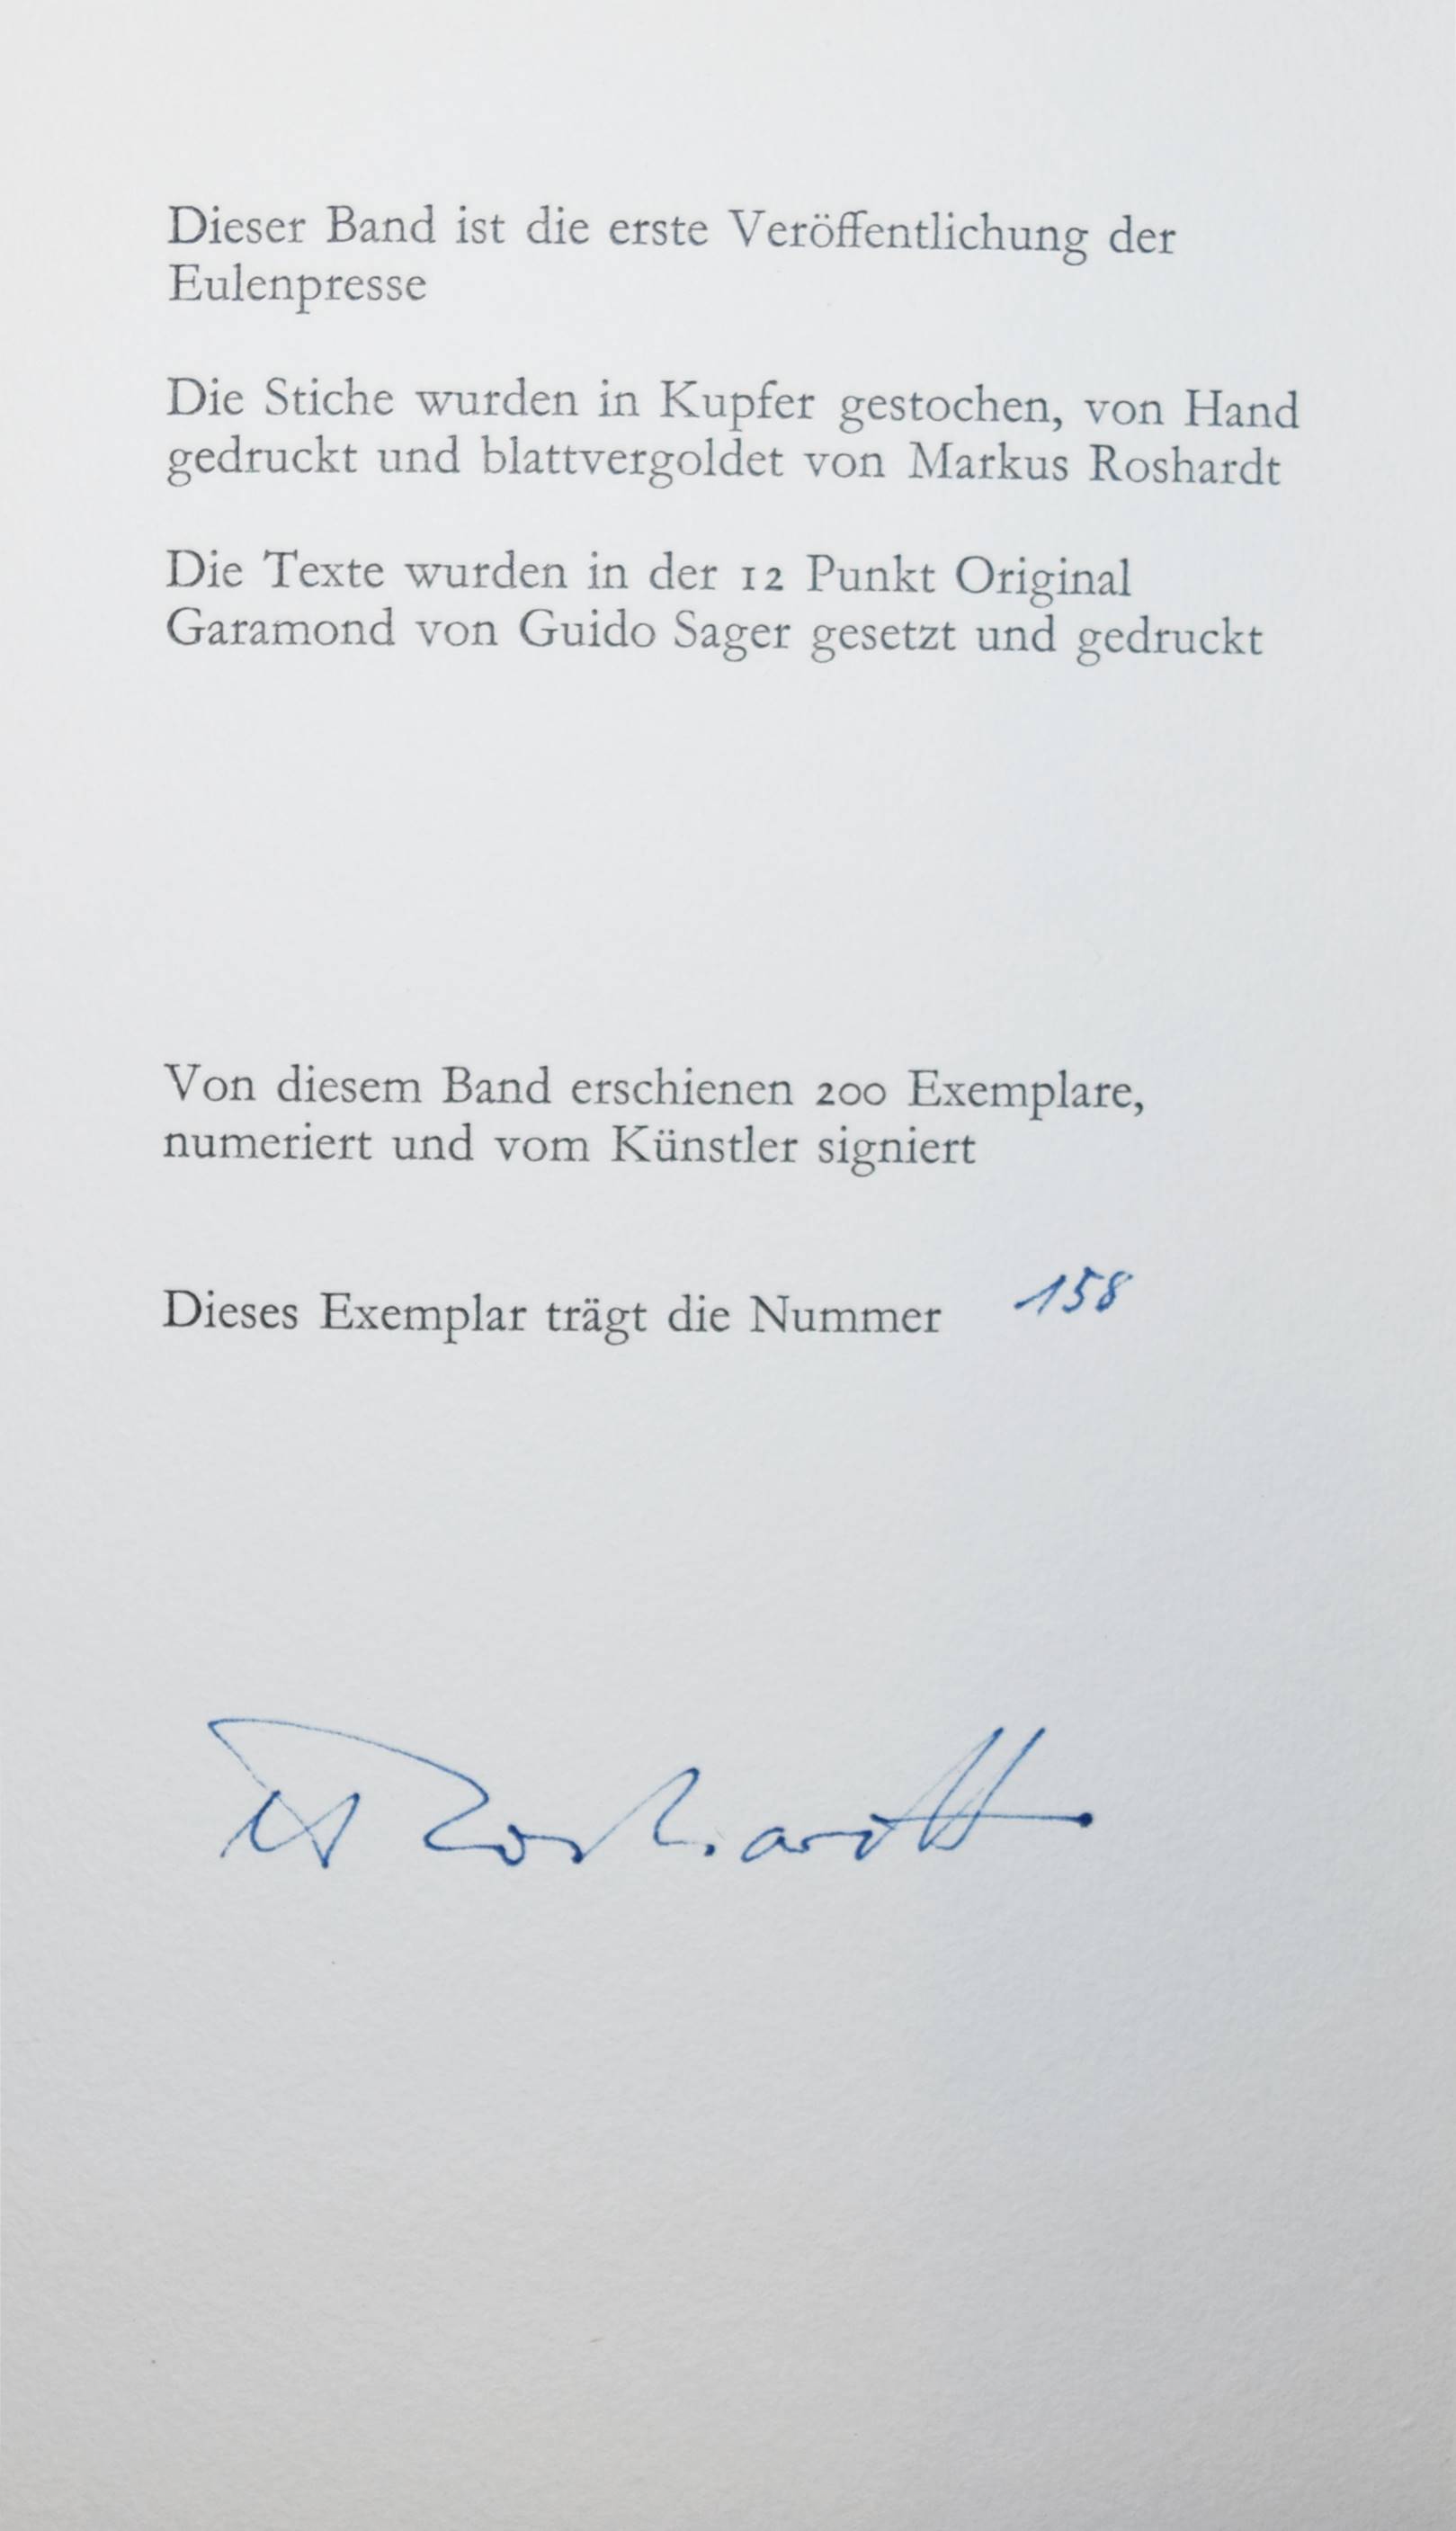 Dieser Band ist die erste Veröffentlichung der
Eulenpresse
Die Stiche wurden in Kupfer gestochen, von Hand
gedruckt und blattvergoldet von Markus Roshardt
Die Texte wurden in der 12 Punkt Original
Garamond von Guido Sager gesetzt und gedruckt
Von diesem Band erschienen 200 Exemplare,
numeriert und vom Künstler signiert
Dieses Exemplar trägt die Nummer 158
Roshardt